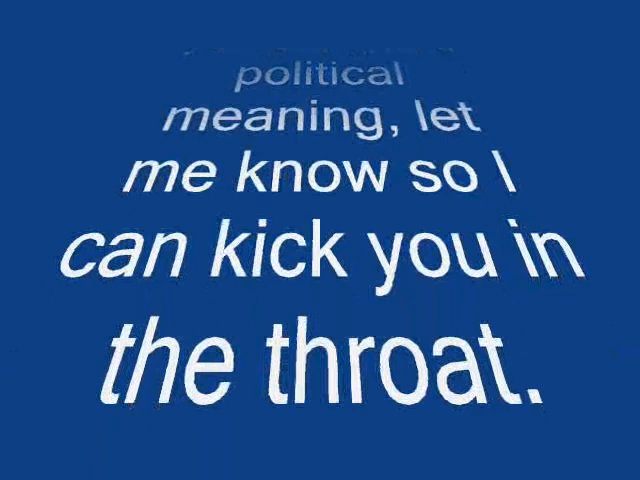 political
meaning, let
me know so I
can kick you in
the throat.